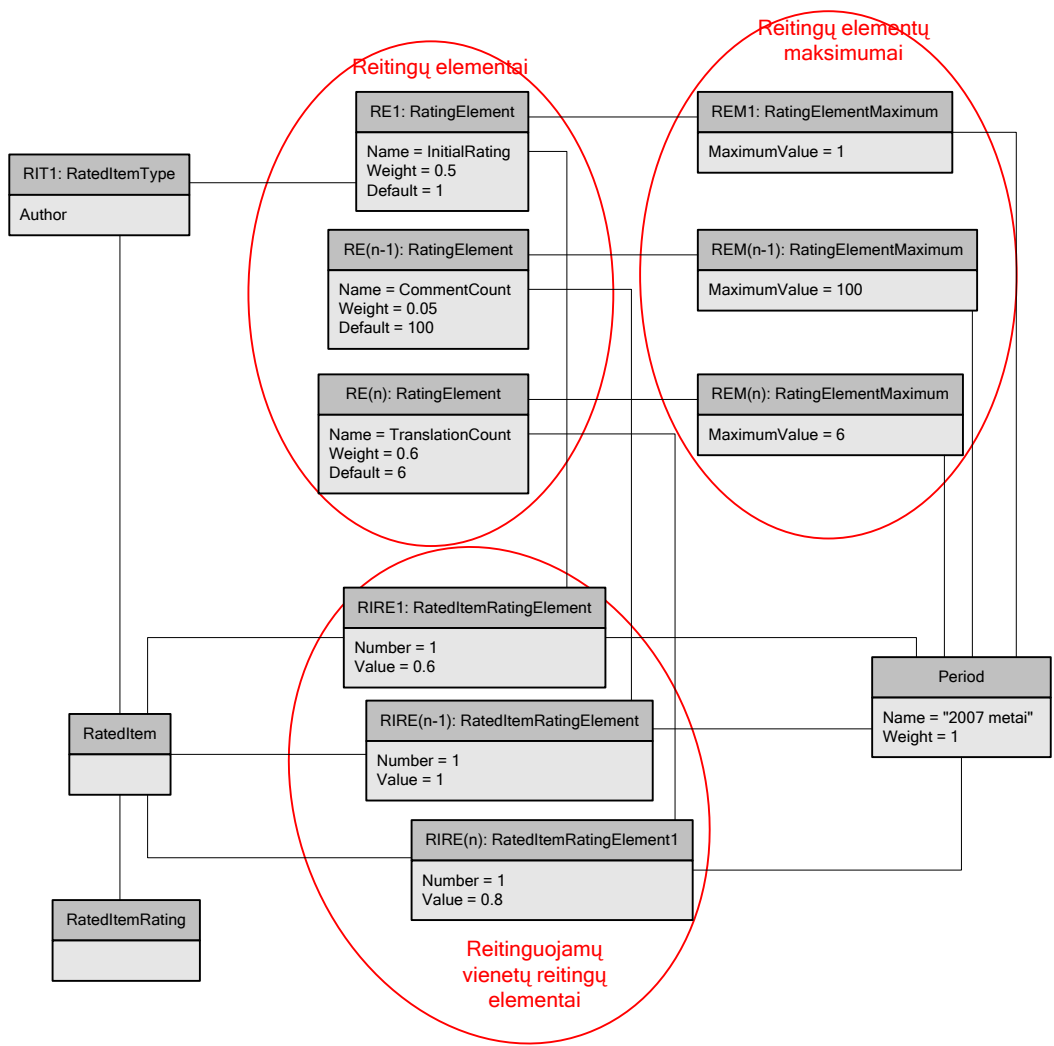 Reitingų elementų
maksimumai
Reitingų elementai
RE1: RatingElement
Name = InitialRating
Weight = 0.5
Default = 1
REM1: RatingElementMaximum
MaximumValue = 1
RIT1: RatedItemType
Author
RE(n-1): RatingElement
Name = CommentCount
Weight = 0.05
Default = 100
REM(n-1): RatingElementMaximum
MaximumValue = 100
RE(n): RatingElement
Name = TranslationCount
Weight = 0.6
Default = 6
REM(n): RatingElementMaximum
MaximumValue = 6
RIRE1: RatedItemRatingElement
Number = 1
Value = 0.6
Period
Name = "2007 metai"
Weight = 1
RatedItem
RIRE(n-1): RatedItemRatingElement
Number = 1
Value = 1
RIRE(n): RatedItemRatingElement1
Number = 1
Value = 0.8
RatedItemRating
Reitinguojamų
vienetų reitingų
elementai